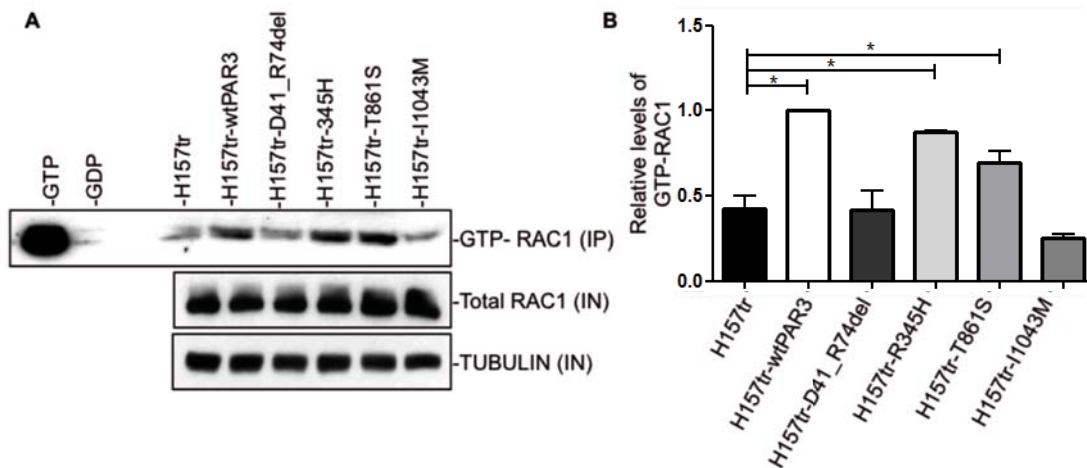 A
-GTP
-GDP
-H157tr
-H157tr-wtPAR3
-H157tr-D41_R74del
-H157tr-345H
-H157tr-T861S
-H157tr-I1043M
-GTP- RAC1 (IP)
-Total RAC1 (IN)
-TUBULIN (IN)
B
*
*
*
Relative levels of
GTP-RAC1
1.0
0.5
0.0
H157tr
H157tr-wtPAR3
H157tr-D41_R74del
H157tr-R345H
H157tr-T861S
H157tr-I1043M